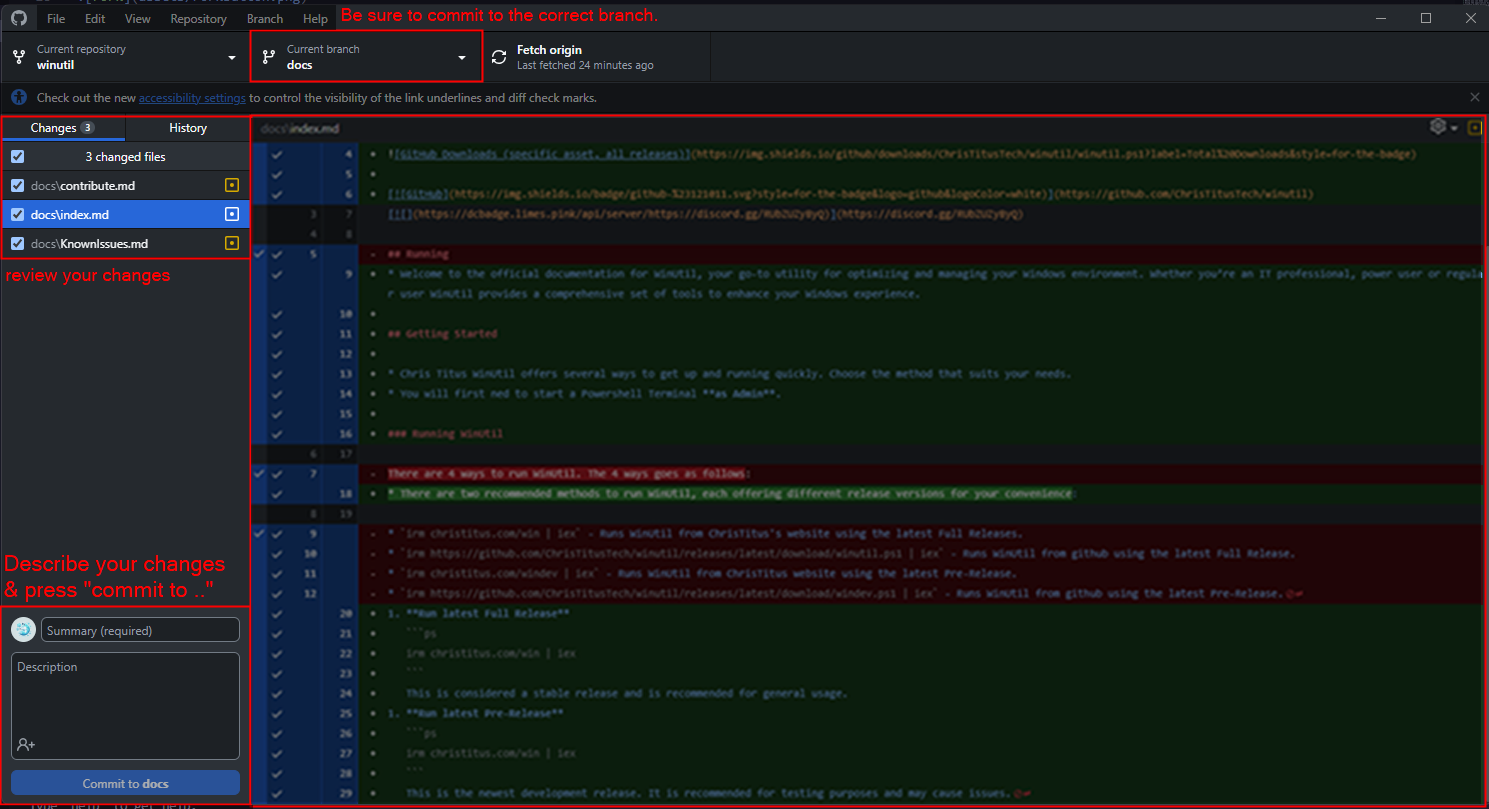 File Edit View Repository Branch Help
Be sure to commit to the correct branch.
Current repository
winutil
Current branch
docs
Fetch origin
Last fetched 24 minutes ago
Check out the new accessibility settings to control the visibility of the link underlines and diff check marks.
Changes 3
History
3 changed files
docs\contribute.md
docs\index.md
docs\KnownIssues.md
review your changes
Describe your changes
& press "commit to .."
Summary (required)
Description
Commit to docs
docs\index.md
4 + ![GitHub Downloads (specific asset, all releases)](https://img.shields.io/github/downloads/ChrisTitusTech/winutil/winutil.ps1?label=Total%20Downloads&style=for-the-badge)
5 +
6 + [![GitHub](https://img.shields.io/badge/github-%23121011.svg?style=for-the-badge&logo=github&logoColor=white)](https://github.com/ChrisTitusTech/winutil)
3 7 [![](https://dcbadge.limes.pink/api/server/https://discord.gg/RUbZUZyByQ)](https://discord.gg/RUbZUZyByQ)
4 8
5 - ## Running
9 + * Welcome to the official documentation for WinUtil, your go-to utility for optimizing and managing your Windows environment. Whether you're an IT professional, power user or regula
r user WinUtil provides a comprehensive set of tools to enhance your Windows experience.
10 +
11 + ## Getting Started
12 +
13 + * Chris Titus WinUtil offers several ways to get up and running quickly. Choose the method that suits your needs.
14 + * You will first ned to start a Powershell Terminal **as Admin**.
15 +
16 + ### Running WinUtil
6 17
7 - There are 4 ways to run WinUtil. The 4 ways goes as follows:
18 + * There are two recommended methods to run WinUtil, each offering different release versions for your convenience:
8 19
9 - * `irm christitus.com/win | iex` - Runs WinUtil from ChrisTitus's website using the latest Full Releases.
10 - * `irm https://github.com/ChrisTitusTech/winutil/releases/latest/download/winutil.ps1 | iex` - Runs WinUtil from github using the latest Full Release.
11 - * `irm christitus.com/windev | iex` - Runs WinUtil from ChrisTitus website using the latest Pre-Release.
12 - * `irm https://github.com/ChrisTitusTech/winutil/releases/latest/download/windev.ps1 | iex` - Runs WinUtil from github using the latest Pre-Release.
20 + 1. **Run latest Full Release**
21 + ```ps
22 + irm christitus.com/win | iex
23 + ```
24 + This is considered a stable release and is recommended for general usage.
25 + 1. **Run latest Pre-Release**
26 + ```ps
27 + irm christitus.com/win | iex
28 + ```
29 + This is the newest development release. It is recommended for testing purposes and may cause issues.